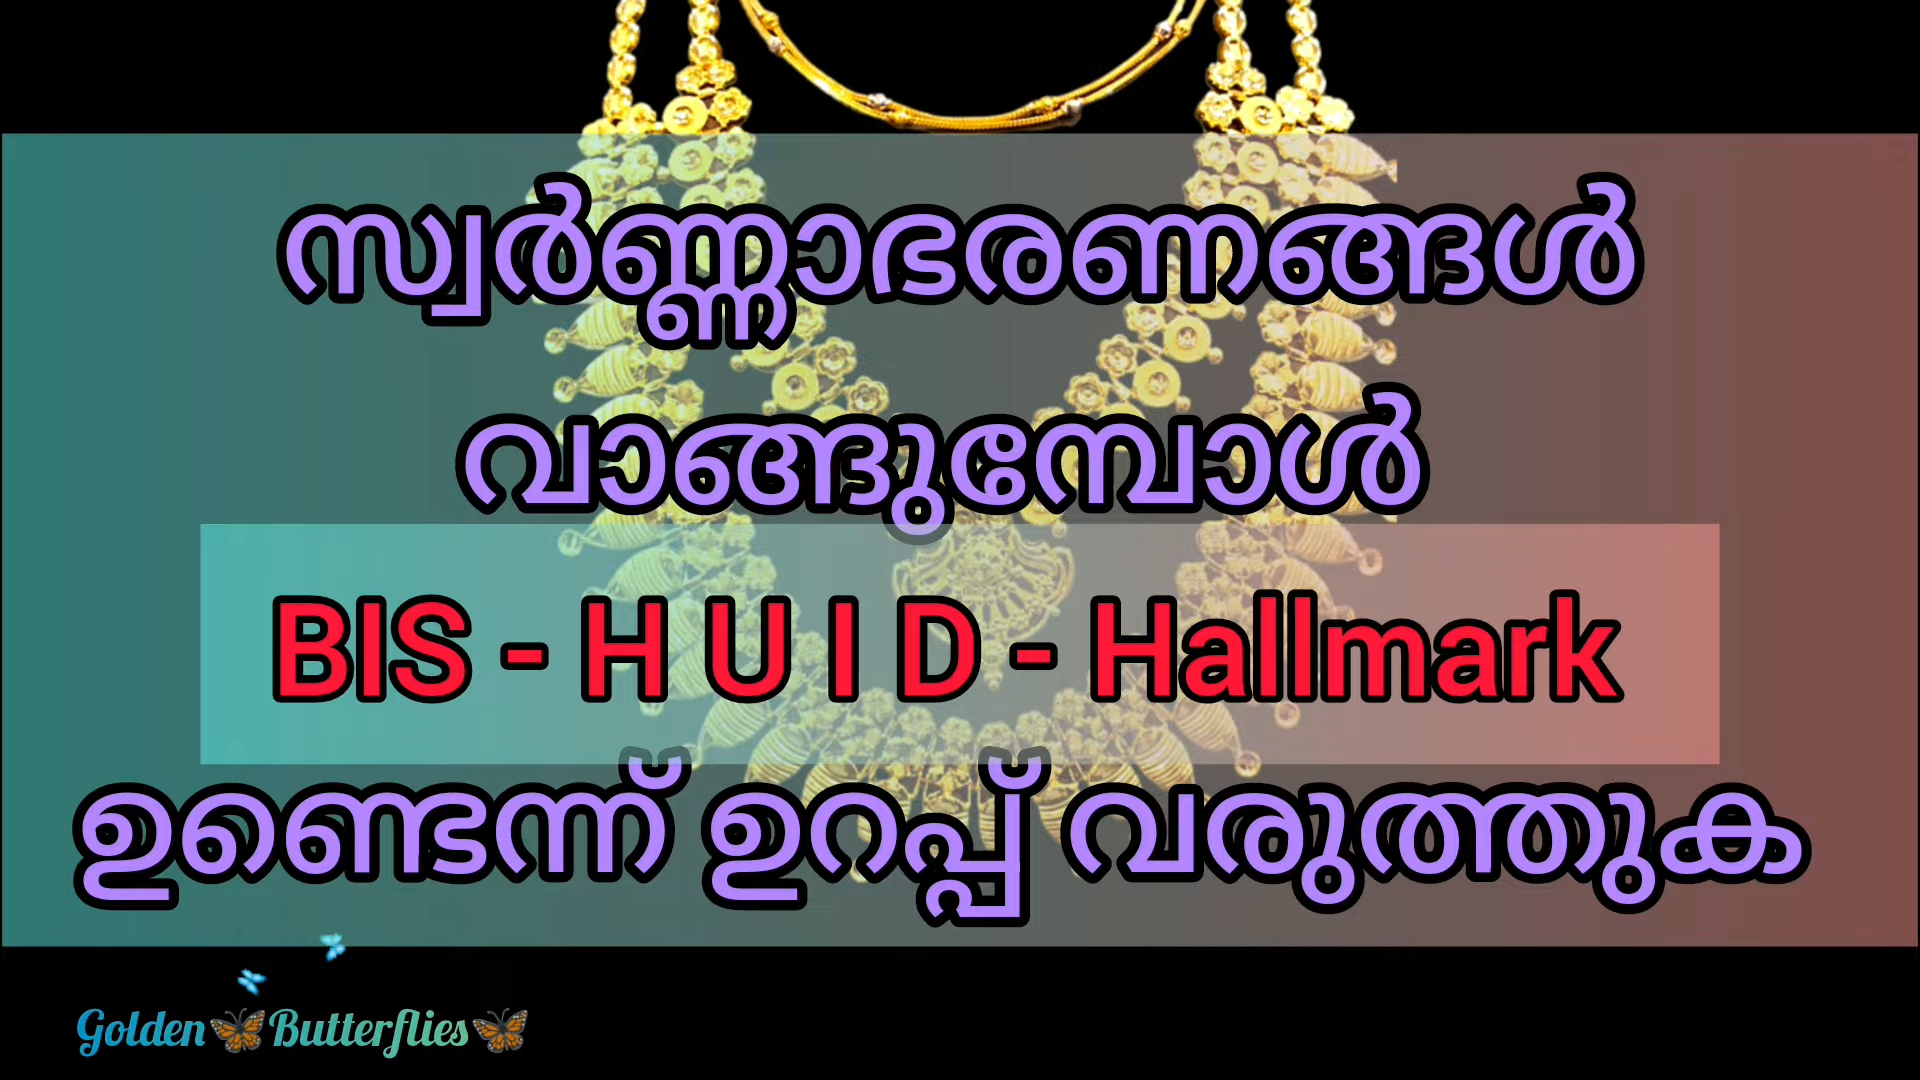 സ്വർണ്ണാഭരണങ്ങൾ
വാങ്ങുമ്പോൾ
BIS - H U I D - Hallmark
ഉണ്ടെന്ന് ഉറപ്പ് വരുത്തുക
Golden🦋Butterflies🦋